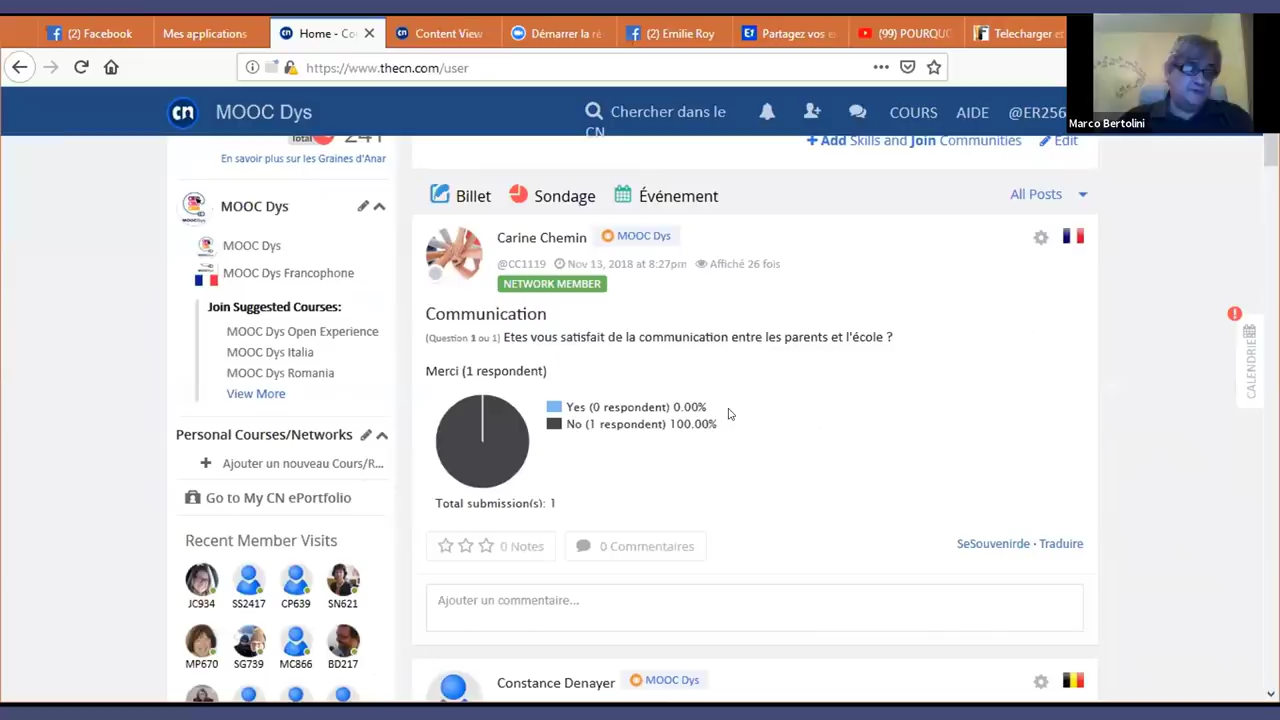 (2) Facebook
Mes applications
Home - Co
Content View
Démarrer la ré
(2) Emilie Roy
Partagez vos e
(99) POURQUO
Telecharger et
https://www.thecn.com/user
Marco Bertolini
cn MOOC Dys
Chercher dans le
CN
COURS
AIDE
@ER256
Total 241
En savoir plus sur les Graines d'Anar
+ Add Skills and Join Communities
Edit
MOOC Dys
MOOC Dys
MOOC Dys Francophone
Join Suggested Courses:
MOOC Dys Open Experience
MOOC Dys Italia
MOOC Dys Romania
View More
Personal Courses/Networks
+ Ajouter un nouveau Cours/R...
Go to My CN ePortfolio
Recent Member Visits
JC934 SS2417 CP639 SN621
MP670 SG739 MC866 BD217
Billet Sondage Événement
All Posts
Carine Chemin MOOC Dys
@CC1119 Nov 13, 2018 at 8:27pm Affiché 26 fois
NETWORK MEMBER
Communication
(Question 1 ou 1) Etes vous satisfait de la communication entre les parents et l'école ?
Merci (1 respondent)
Yes (0 respondent) 0.00%
No (1 respondent) 100.00%
Total submission(s): 1
0 Notes
0 Commentaires
SeSouvenirde · Traduire
Ajouter un commentaire...
Constance Denayer MOOC Dys
CALENDRIE